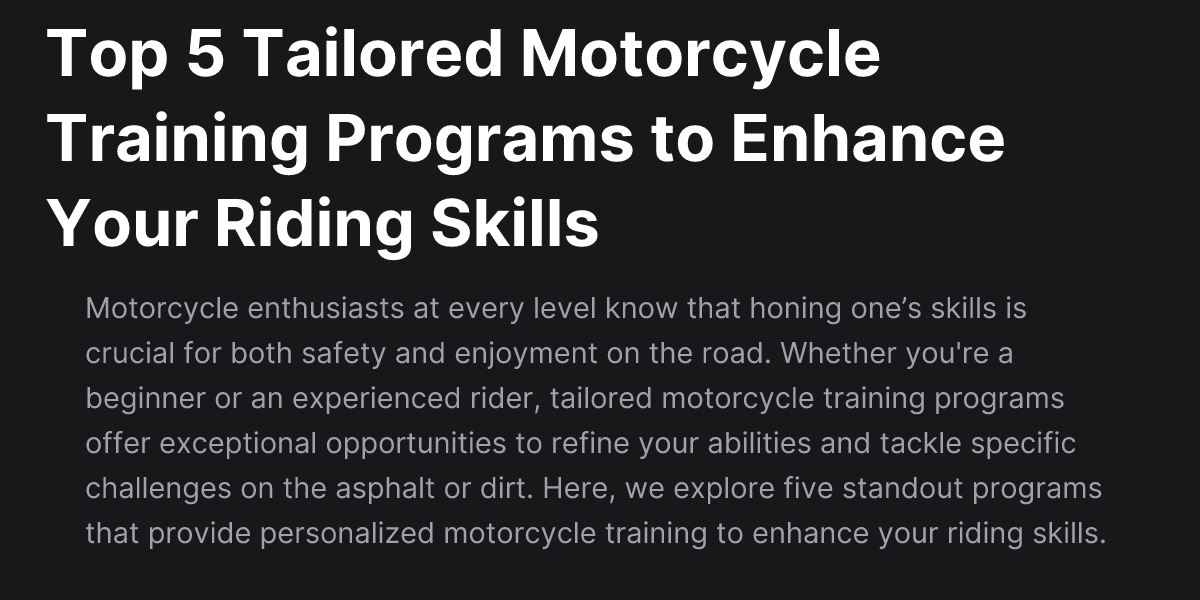 Top 5 Tailored Motorcycle
Training Programs to Enhance
Your Riding Skills
Motorcycle enthusiasts at every level know that honing one’s skills is
crucial for both safety and enjoyment on the road. Whether you're a
beginner or an experienced rider, tailored motorcycle training programs
offer exceptional opportunities to refine your abilities and tackle specific
challenges on the asphalt or dirt. Here, we explore five standout programs
that provide personalized motorcycle training to enhance your riding skills.